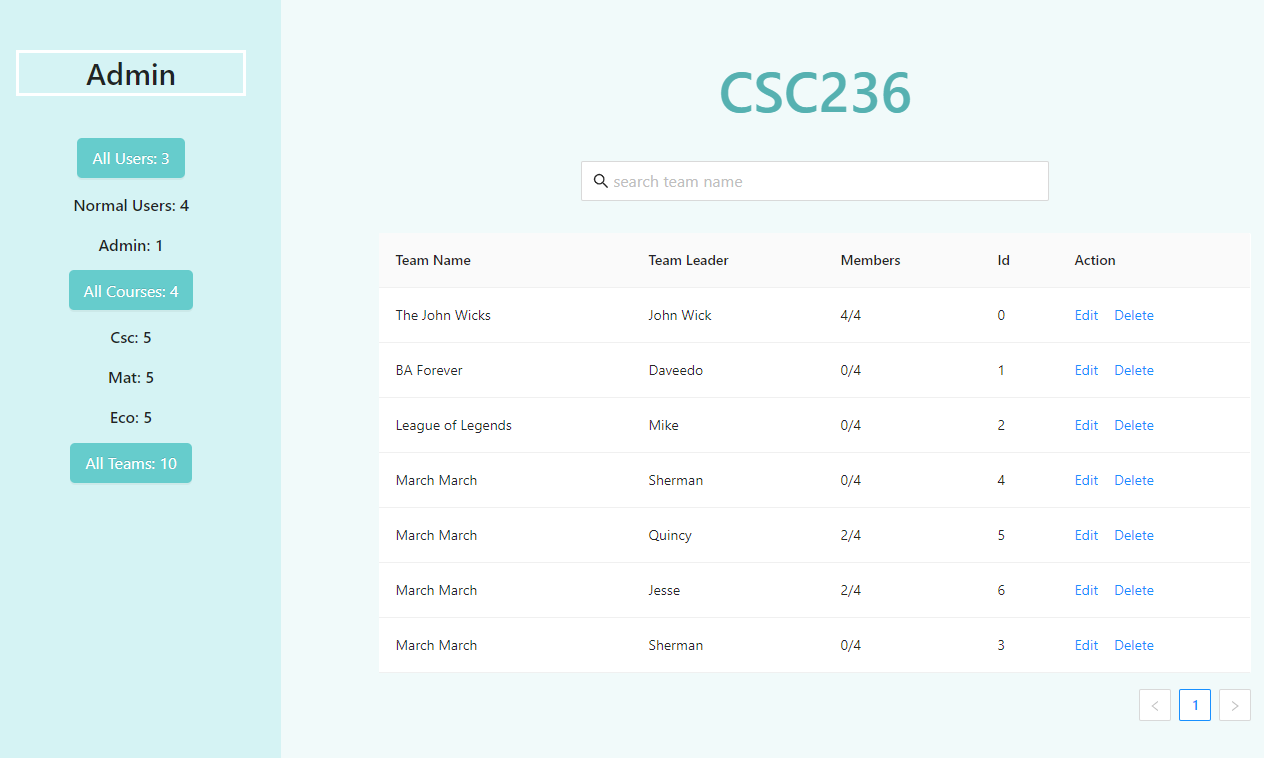 Admin
All Users: 3
Normal Users: 4
Admin: 1
All Courses: 4
Csc: 5
Mat: 5
Eco: 5
All Teams: 10
CSC236
search team name
Team Name Team Leader Members Id Action
The John Wicks John Wick 4/4 0 Edit Delete
BA Forever Daveedo 0/4 1 Edit Delete
League of Legends Mike 0/4 2 Edit Delete
March March Sherman 0/4 4 Edit Delete
March March Quincy 2/4 5 Edit Delete
March March Jesse 2/4 6 Edit Delete
March March Sherman 0/4 3 Edit Delete
< 1 >